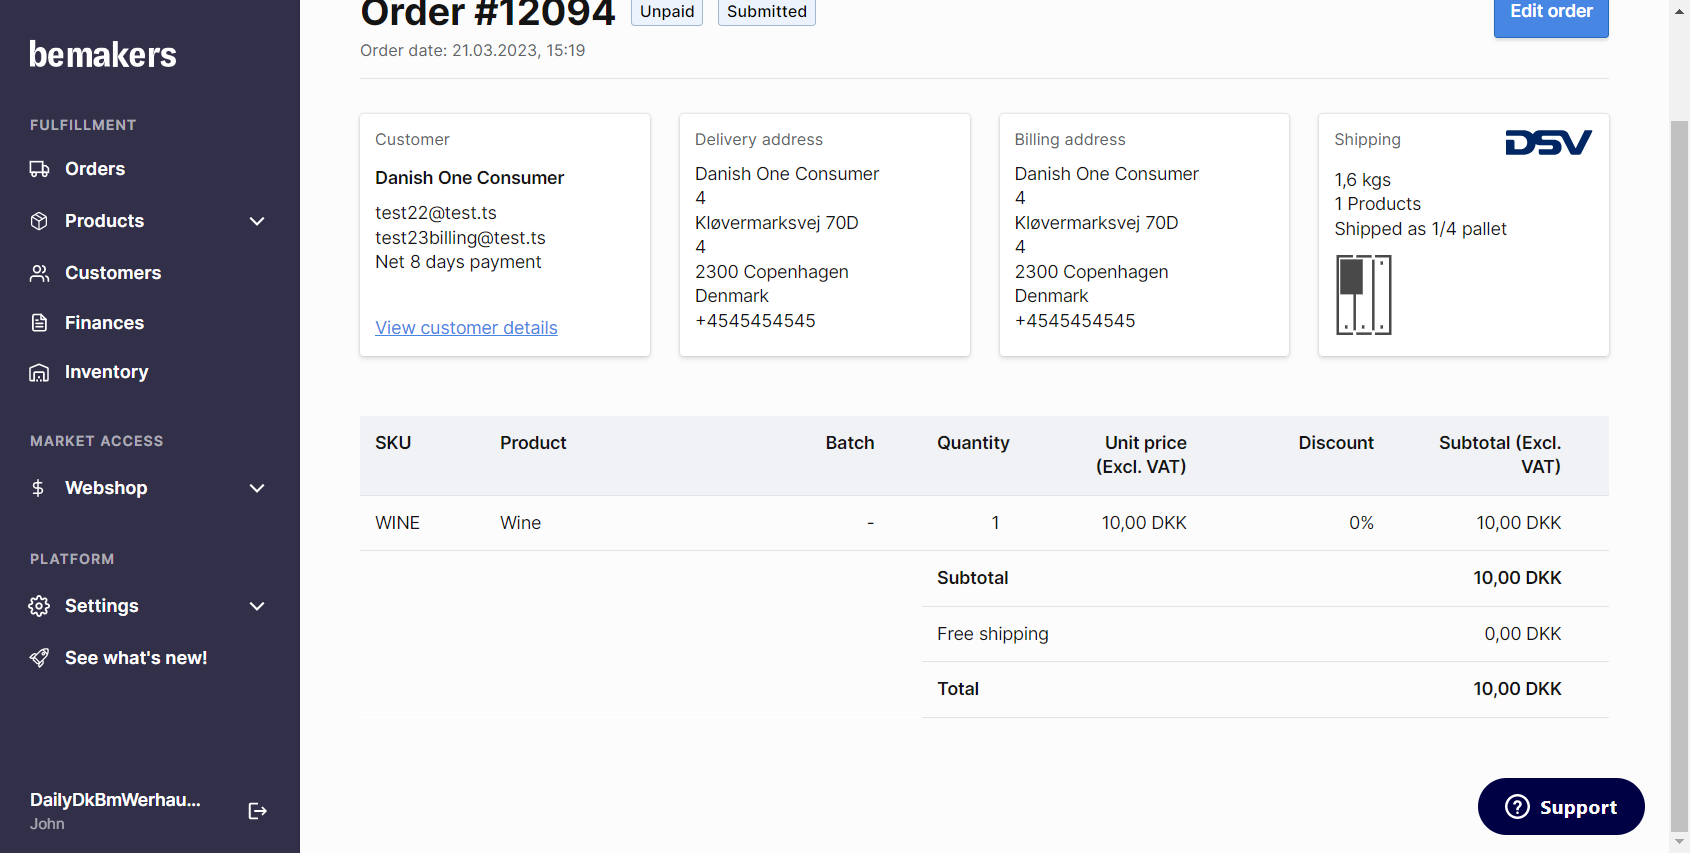 bemakers
FULFILLMENT
Orders
Products
Customers
Finances
Inventory
MARKET ACCESS
Webshop
PLATFORM
Settings
See what's new!
DailyDkBmWerhau...
John
Order #12094 Unpaid Submitted
Edit order
Order date: 21.03.2023, 15:19
Customer
Danish One Consumer
test22@test.ts
test23billing@test.ts
Net 8 days payment
View customer details
Delivery address
Danish One Consumer
4
Kløvermarksvej 70D
4
2300 Copenhagen
Denmark
+4545454545
Billing address
Danish One Consumer
4
Kløvermarksvej 70D
4
2300 Copenhagen
Denmark
+4545454545
Shipping DSV
1,6 kgs
1 Products
Shipped as 1/4 pallet
SKU Product Batch Quantity Unit price Discount Subtotal (Excl.
(Excl. VAT) VAT)
WINE Wine - 1 10,00 DKK 0% 10,00 DKK
Subtotal 10,00 DKK
Free shipping 0,00 DKK
Total 10,00 DKK
Support